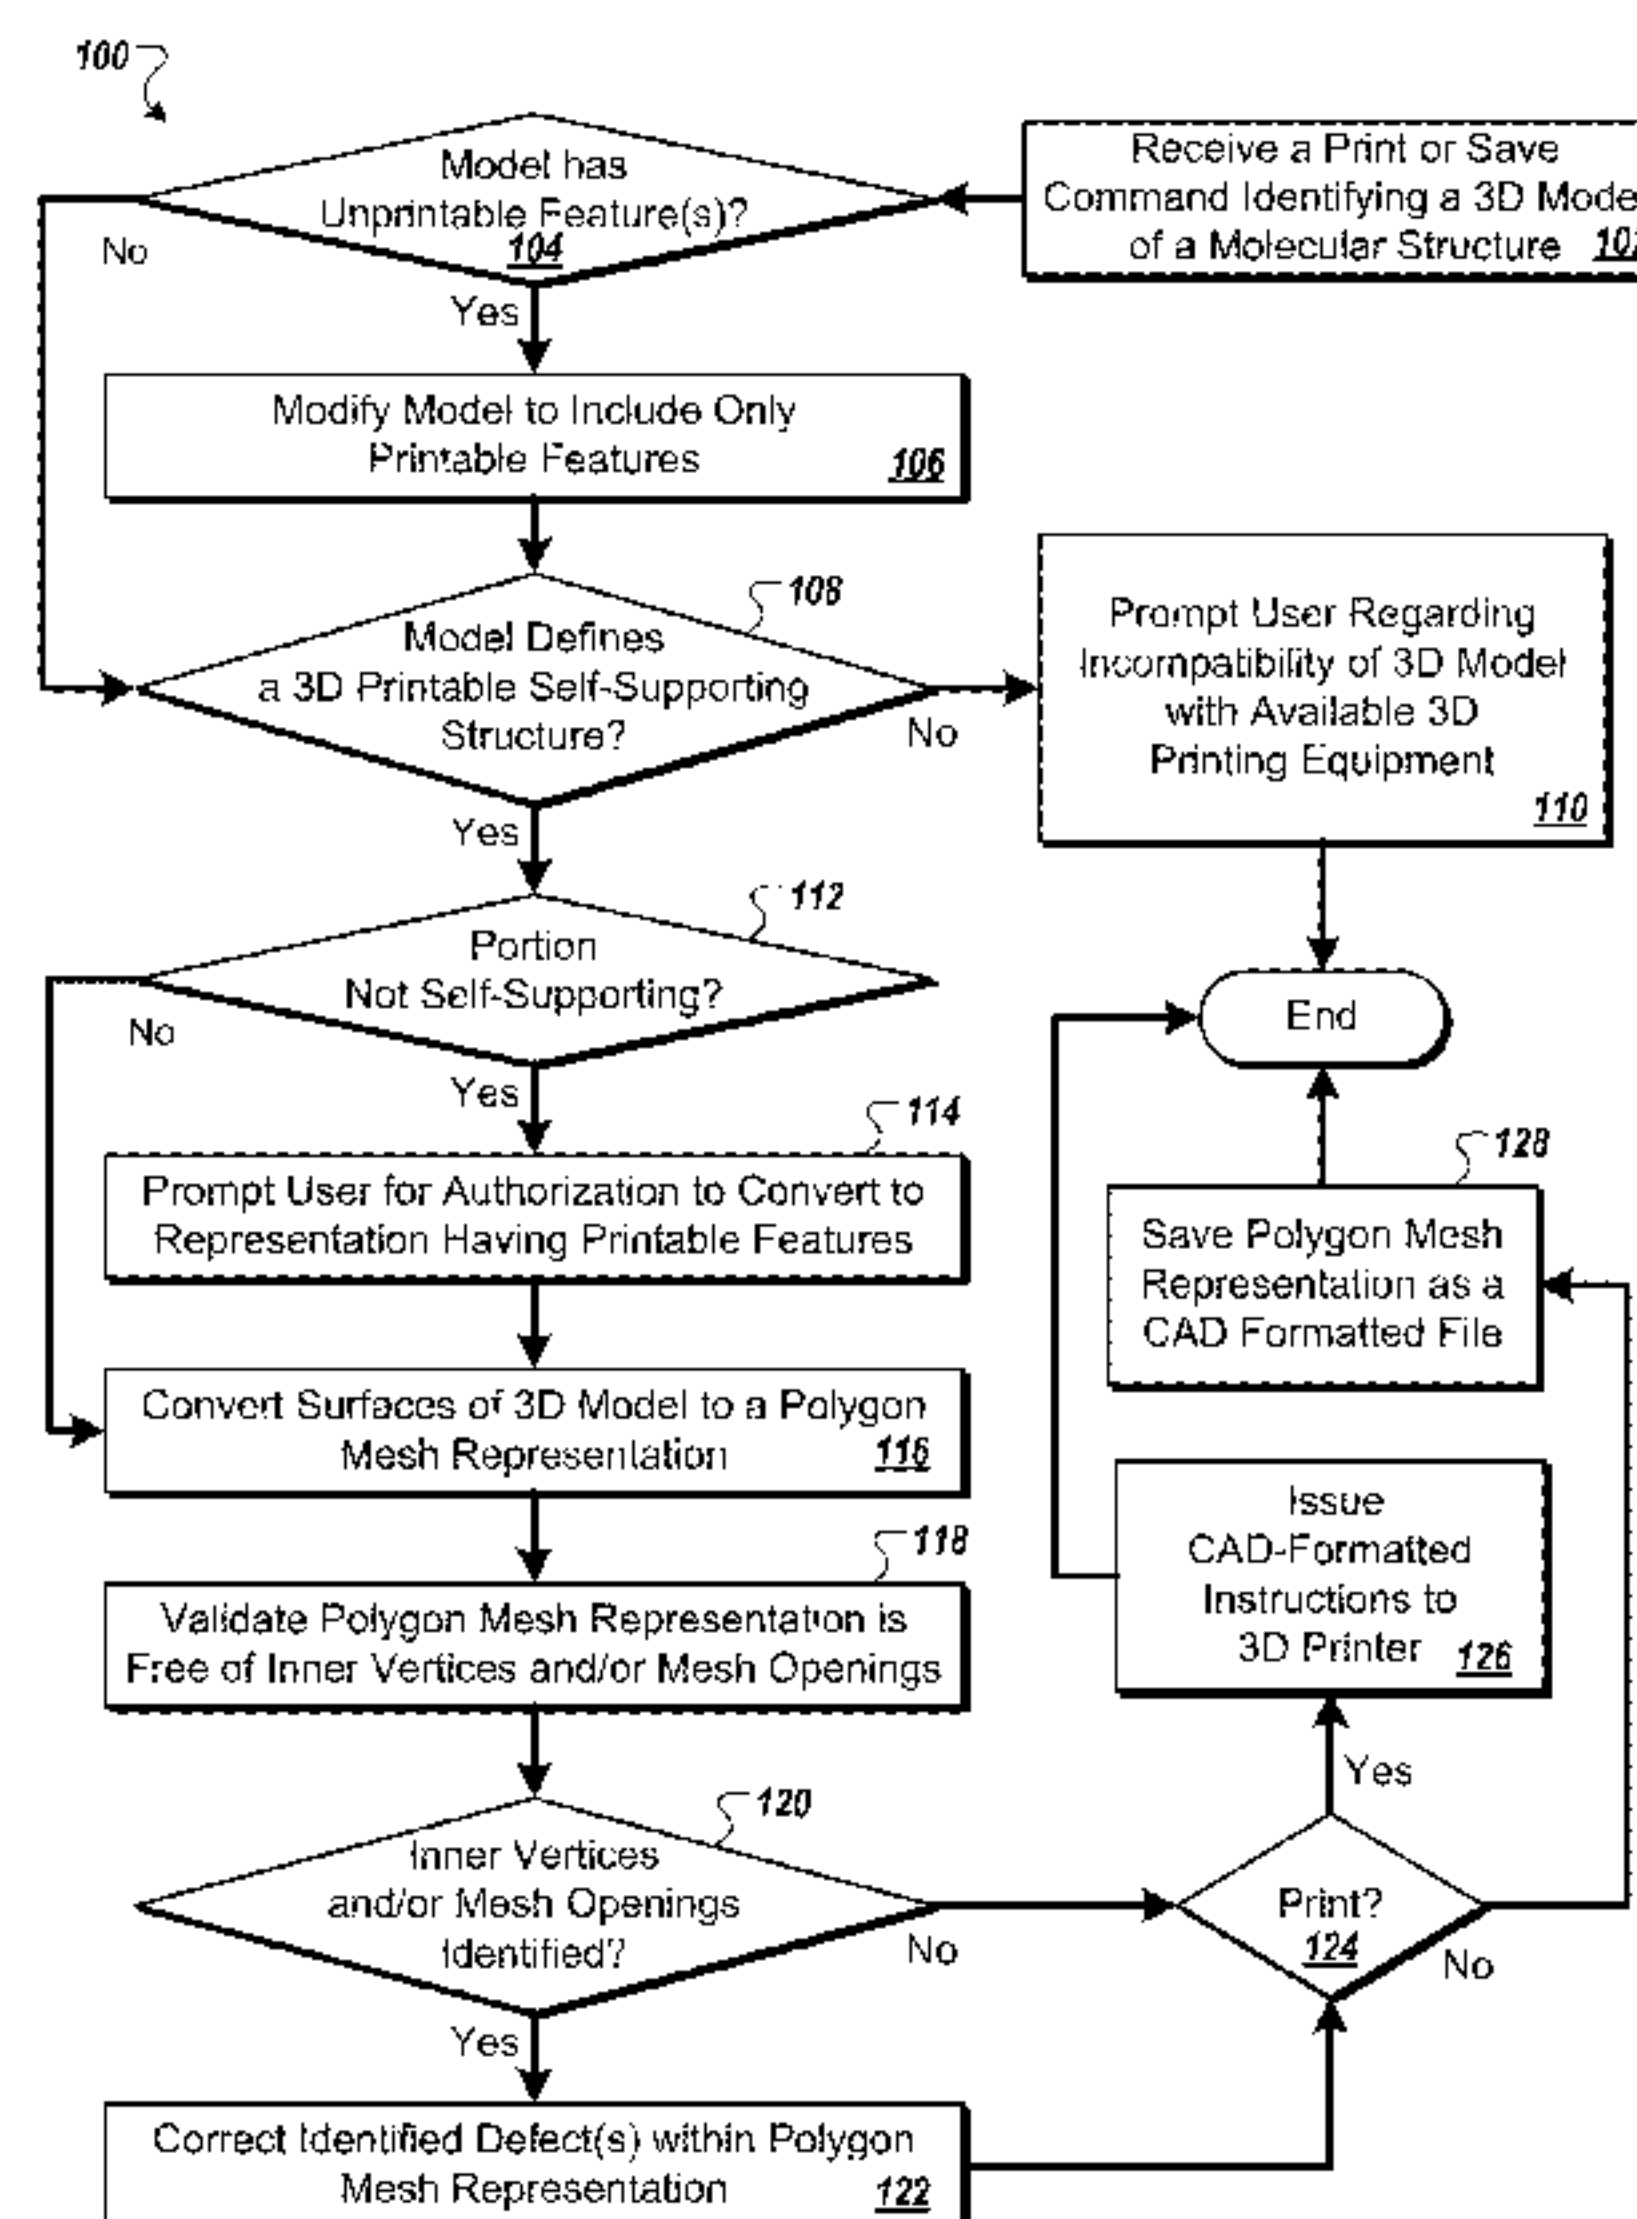 100
Receive a Print or Save
Command Identifying a 3D Mode
of a Molecular Structure
Model has
Unprintable Feature(s)?
104
No
Yes
Modify Model to Include Only
Printable Features 106
108
Model Defines
a 3D Printable Self-Supporting
Structure?
No
Yes
Prompt User Regarding
Incompatibility of 3D Model
with Available 3D
Printing Equipment
110
112
Portion
Not Self-Supporting?
No
Yes
End
114
Prompt User for Authorization to Convert to
Representation Having Printable Features
Convert Surfaces of 3D Model to a Polygon
Mesh Representation 116
118
Validate Polygon Mesh Representation is
Free of Inner Vertices and/or Mesh Openings
120
Inner Vertices
and/or Mesh Openings
Identified?
No
Yes
Correct Identified Defect(s) within Polygon
Mesh Representation 122
Print?
124
No
Yes
Issue
CAD-Formatted
Instructions to
3D Printer 126
128
Save Polygon Mesh
Representation as a
CAD Formatted File